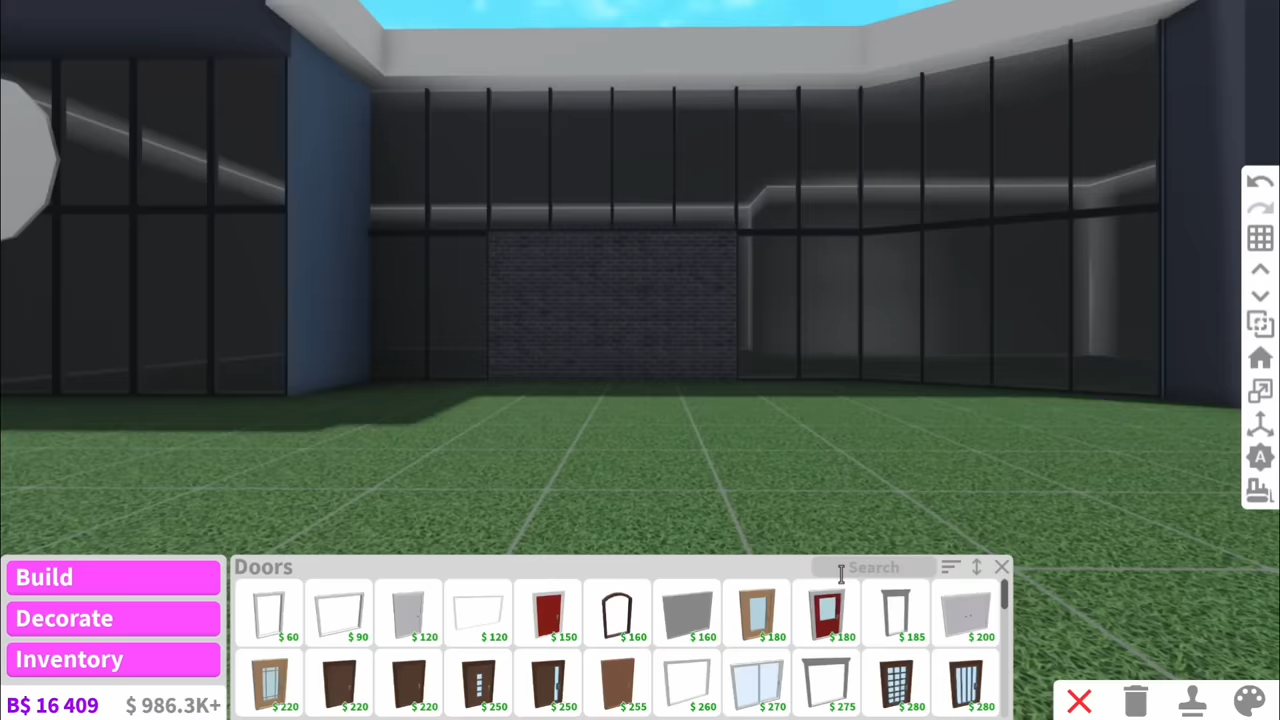 Doors
Search
$ 60
$ 90
$ 120
$ 120
$ 150
$ 160
$ 160
$ 180
$ 180
$ 185
$ 200
$ 220
$ 220
$ 220
$ 250
$ 250
$ 255
$ 260
$ 270
$ 275
$ 280
$ 280
Build
Decorate
Inventory
B$ 16 409
$ 986.3K+
A